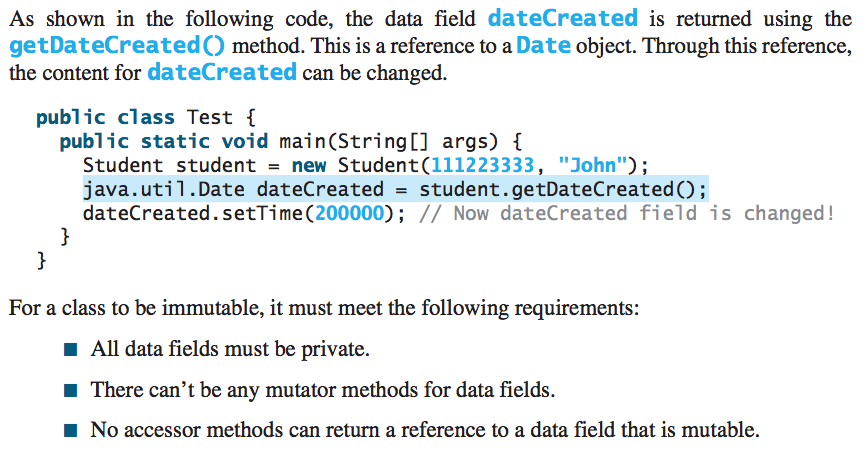 As shown in the following code, the data field dateCreated is returned using the
getDateCreated() method. This is a reference to a Date object. Through this reference,
the content for dateCreated can be changed.
public class Test {
public static void main(String[] args) {
Student student = new Student(111223333, "John");
java.util.Date dateCreated = student.getDateCreated();
dateCreated.setTime(200000); // Now dateCreated field is changed!
}
}
For a class to be immutable, it must meet the following requirements:
■ All data fields must be private.
■ There can’t be any mutator methods for data fields.
■ No accessor methods can return a reference to a data field that is mutable.